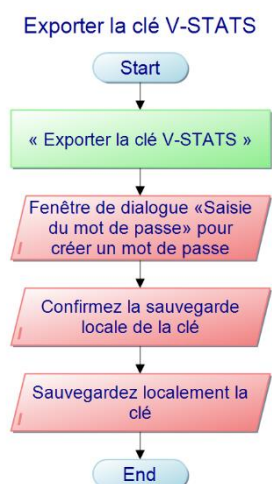 Exporter la clé V-STATS
Start
« Exporter la clé V-STATS »
Fenêtre de dialogue «Saisie
du mot de passe» pour
créer un mot de passe
I
Confirmez la sauvegarde
locale de la clé
I
Sauvegardez localement la
clé
I
End